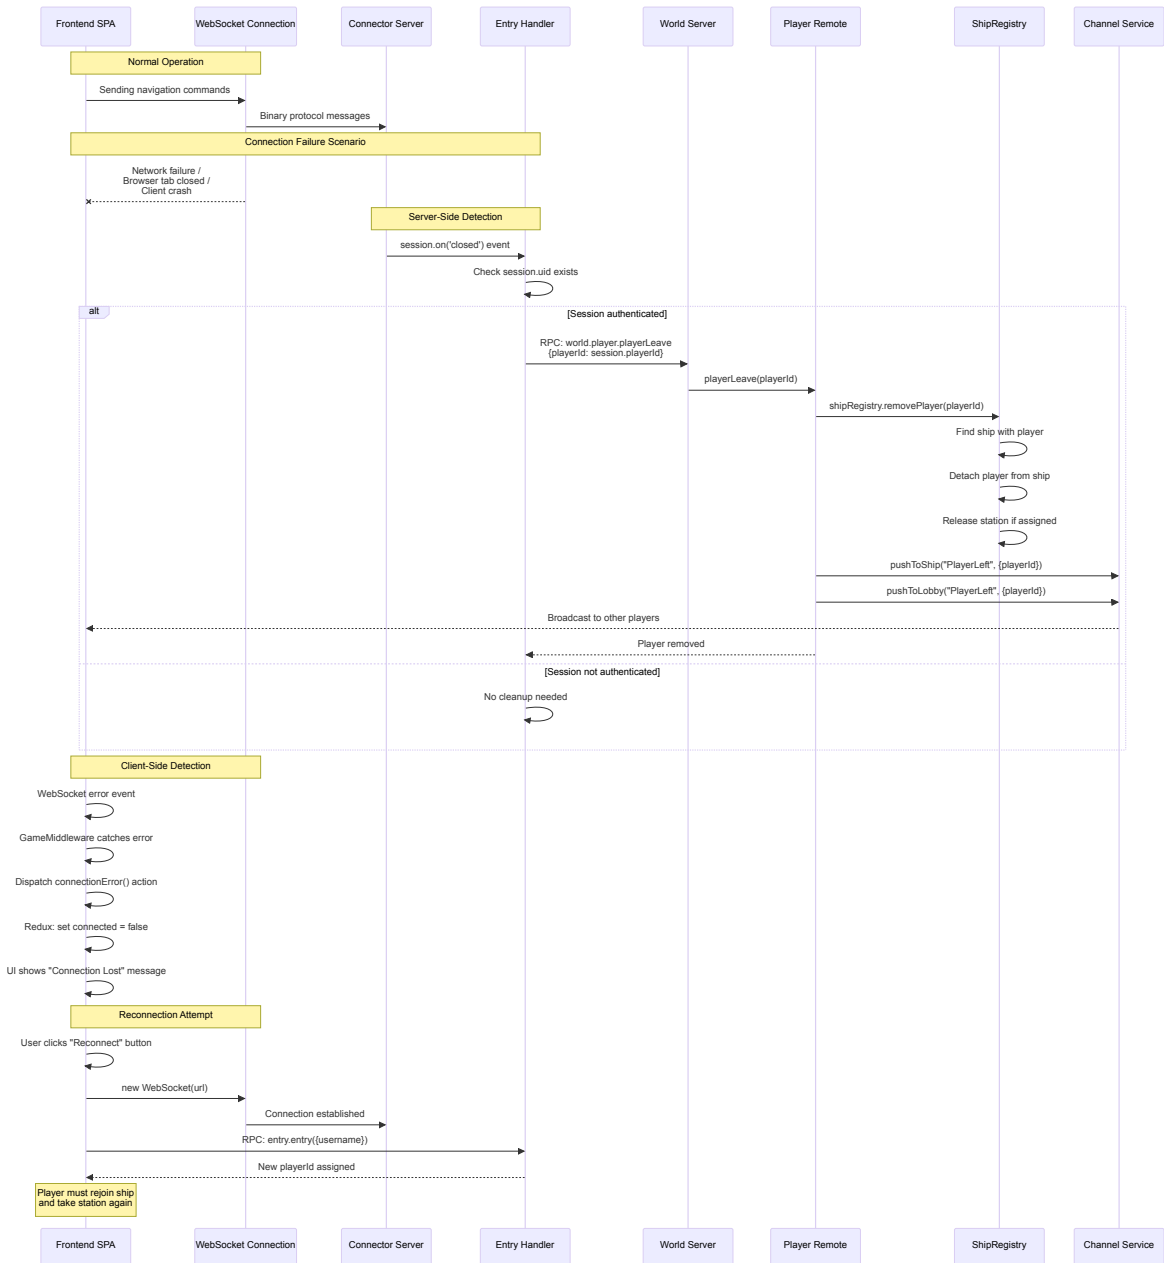 Frontend SPA
WebSocket Connection
Connector Server
Entry Handler
World Server
Player Remote
ShipRegistry
Channel Service
Normal Operation
Sending navigation commands
Binary protocol messages
Connection Failure Scenario
Network failure /
Browser tab closed /
Client crash
Server-Side Detection
session.on('closed') event
Check session.uid exists
alt
[Session authenticated]
RPC: world.player.playerLeave
{playerId: session.playerId}
playerLeave(playerId)
shipRegistry.removePlayer(playerId)
Find ship with player
Detach player from ship
Release station if assigned
pushToShip("PlayerLeft", {playerId})
pushToLobby("PlayerLeft", {playerId})
Broadcast to other players
Player removed
[Session not authenticated]
No cleanup needed
Client-Side Detection
WebSocket error event
GameMiddleware catches error
Dispatch connectionError() action
Redux: set connected = false
UI shows "Connection Lost" message
Reconnection Attempt
User clicks "Reconnect" button
new WebSocket(url)
Connection established
RPC: entry.entry({username})
New playerId assigned
Player must rejoin ship
and take station again
Frontend SPA
WebSocket Connection
Connector Server
Entry Handler
World Server
Player Remote
ShipRegistry
Channel Service